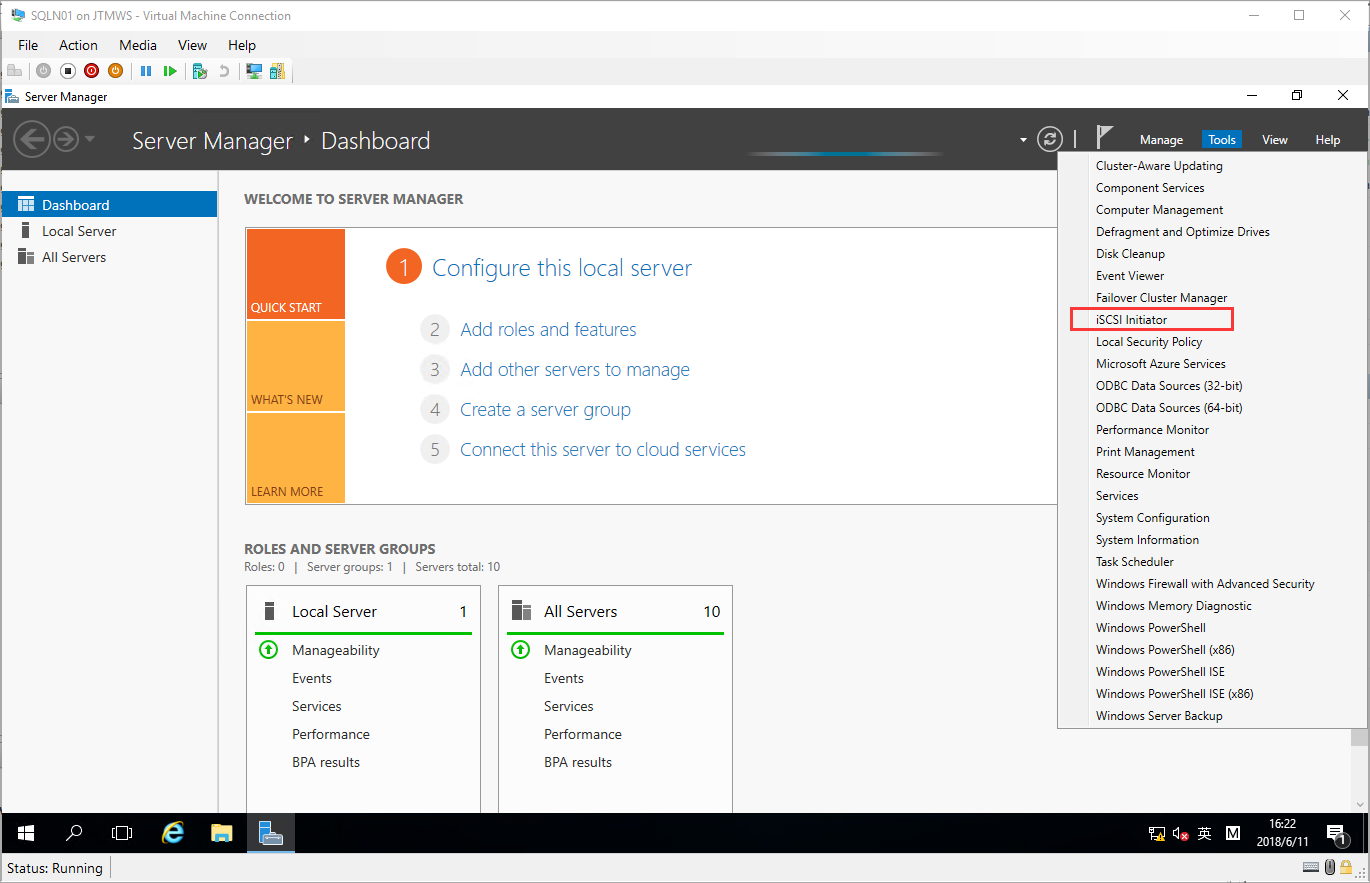 SQLN01 on JTMWS - Virtual Machine Connection
File Action Media View Help
Server Manager
Server Manager ‣ Dashboard
Manage Tools View Help
Dashboard
Local Server
All Servers
WELCOME TO SERVER MANAGER
QUICK START
WHAT'S NEW
LEARN MORE
1 Configure this local server
2 Add roles and features
3 Add other servers to manage
4 Create a server group
5 Connect this server to cloud services
ROLES AND SERVER GROUPS
Roles: 0 | Server groups: 1 | Servers total: 10
Local Server 1
Manageability
Events
Services
Performance
BPA results
All Servers 10
Manageability
Events
Services
Performance
BPA results
Cluster-Aware Updating
Component Services
Computer Management
Defragment and Optimize Drives
Disk Cleanup
Event Viewer
Failover Cluster Manager
iSCSI Initiator
Local Security Policy
Microsoft Azure Services
ODBC Data Sources (32-bit)
ODBC Data Sources (64-bit)
Performance Monitor
Print Management
Resource Monitor
Services
System Configuration
System Information
Task Scheduler
Windows Firewall with Advanced Security
Windows Memory Diagnostic
Windows PowerShell
Windows PowerShell (x86)
Windows PowerShell ISE
Windows PowerShell ISE (x86)
Windows Server Backup
英 M
16:22
2018/6/11
1
Status: Running